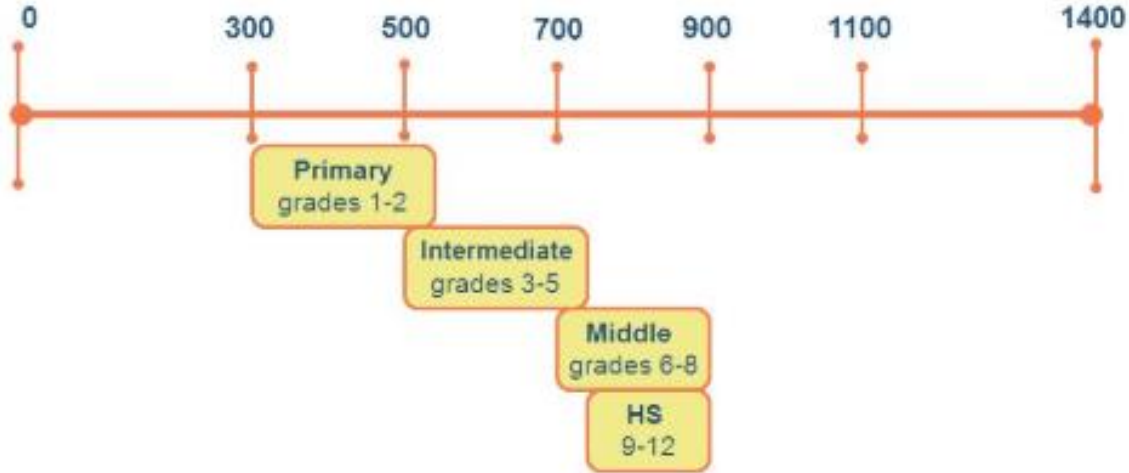 0 300 500 700 900 1100 1400
Primary
grades 1-2
Intermediate
grades 3-5
Middle
grades 6-8
HS
9-12